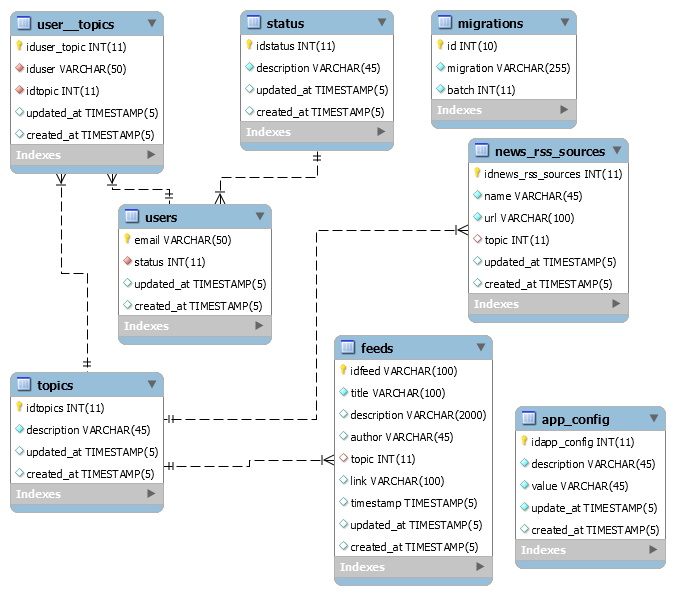 user__topics
iduser_topic INT(11)
iduser VARCHAR(50)
idtopic INT(11)
updated_at TIMESTAMP(5)
created_at TIMESTAMP(5)
Indexes
status
idstatus INT(11)
description VARCHAR(45)
updated_at TIMESTAMP(5)
created_at TIMESTAMP(5)
Indexes
migrations
id INT(10)
migration VARCHAR(255)
batch INT(11)
Indexes
news_rss_sources
idnews_rss_sources INT(11)
name VARCHAR(45)
url VARCHAR(100)
topic INT(11)
updated_at TIMESTAMP(5)
created_at TIMESTAMP(5)
Indexes
users
email VARCHAR(50)
status INT(11)
updated_at TIMESTAMP(5)
created_at TIMESTAMP(5)
Indexes
topics
idtopics INT(11)
description VARCHAR(45)
updated_at TIMESTAMP(5)
created_at TIMESTAMP(5)
Indexes
feeds
idfeed VARCHAR(100)
title VARCHAR(100)
description VARCHAR(2000)
author VARCHAR(45)
topic INT(11)
link VARCHAR(100)
timestamp TIMESTAMP(5)
updated_at TIMESTAMP(5)
created_at TIMESTAMP(5)
Indexes
app_config
idapp_config INT(11)
description VARCHAR(45)
value VARCHAR(45)
update_at TIMESTAMP(5)
created_at TIMESTAMP(5)
Indexes